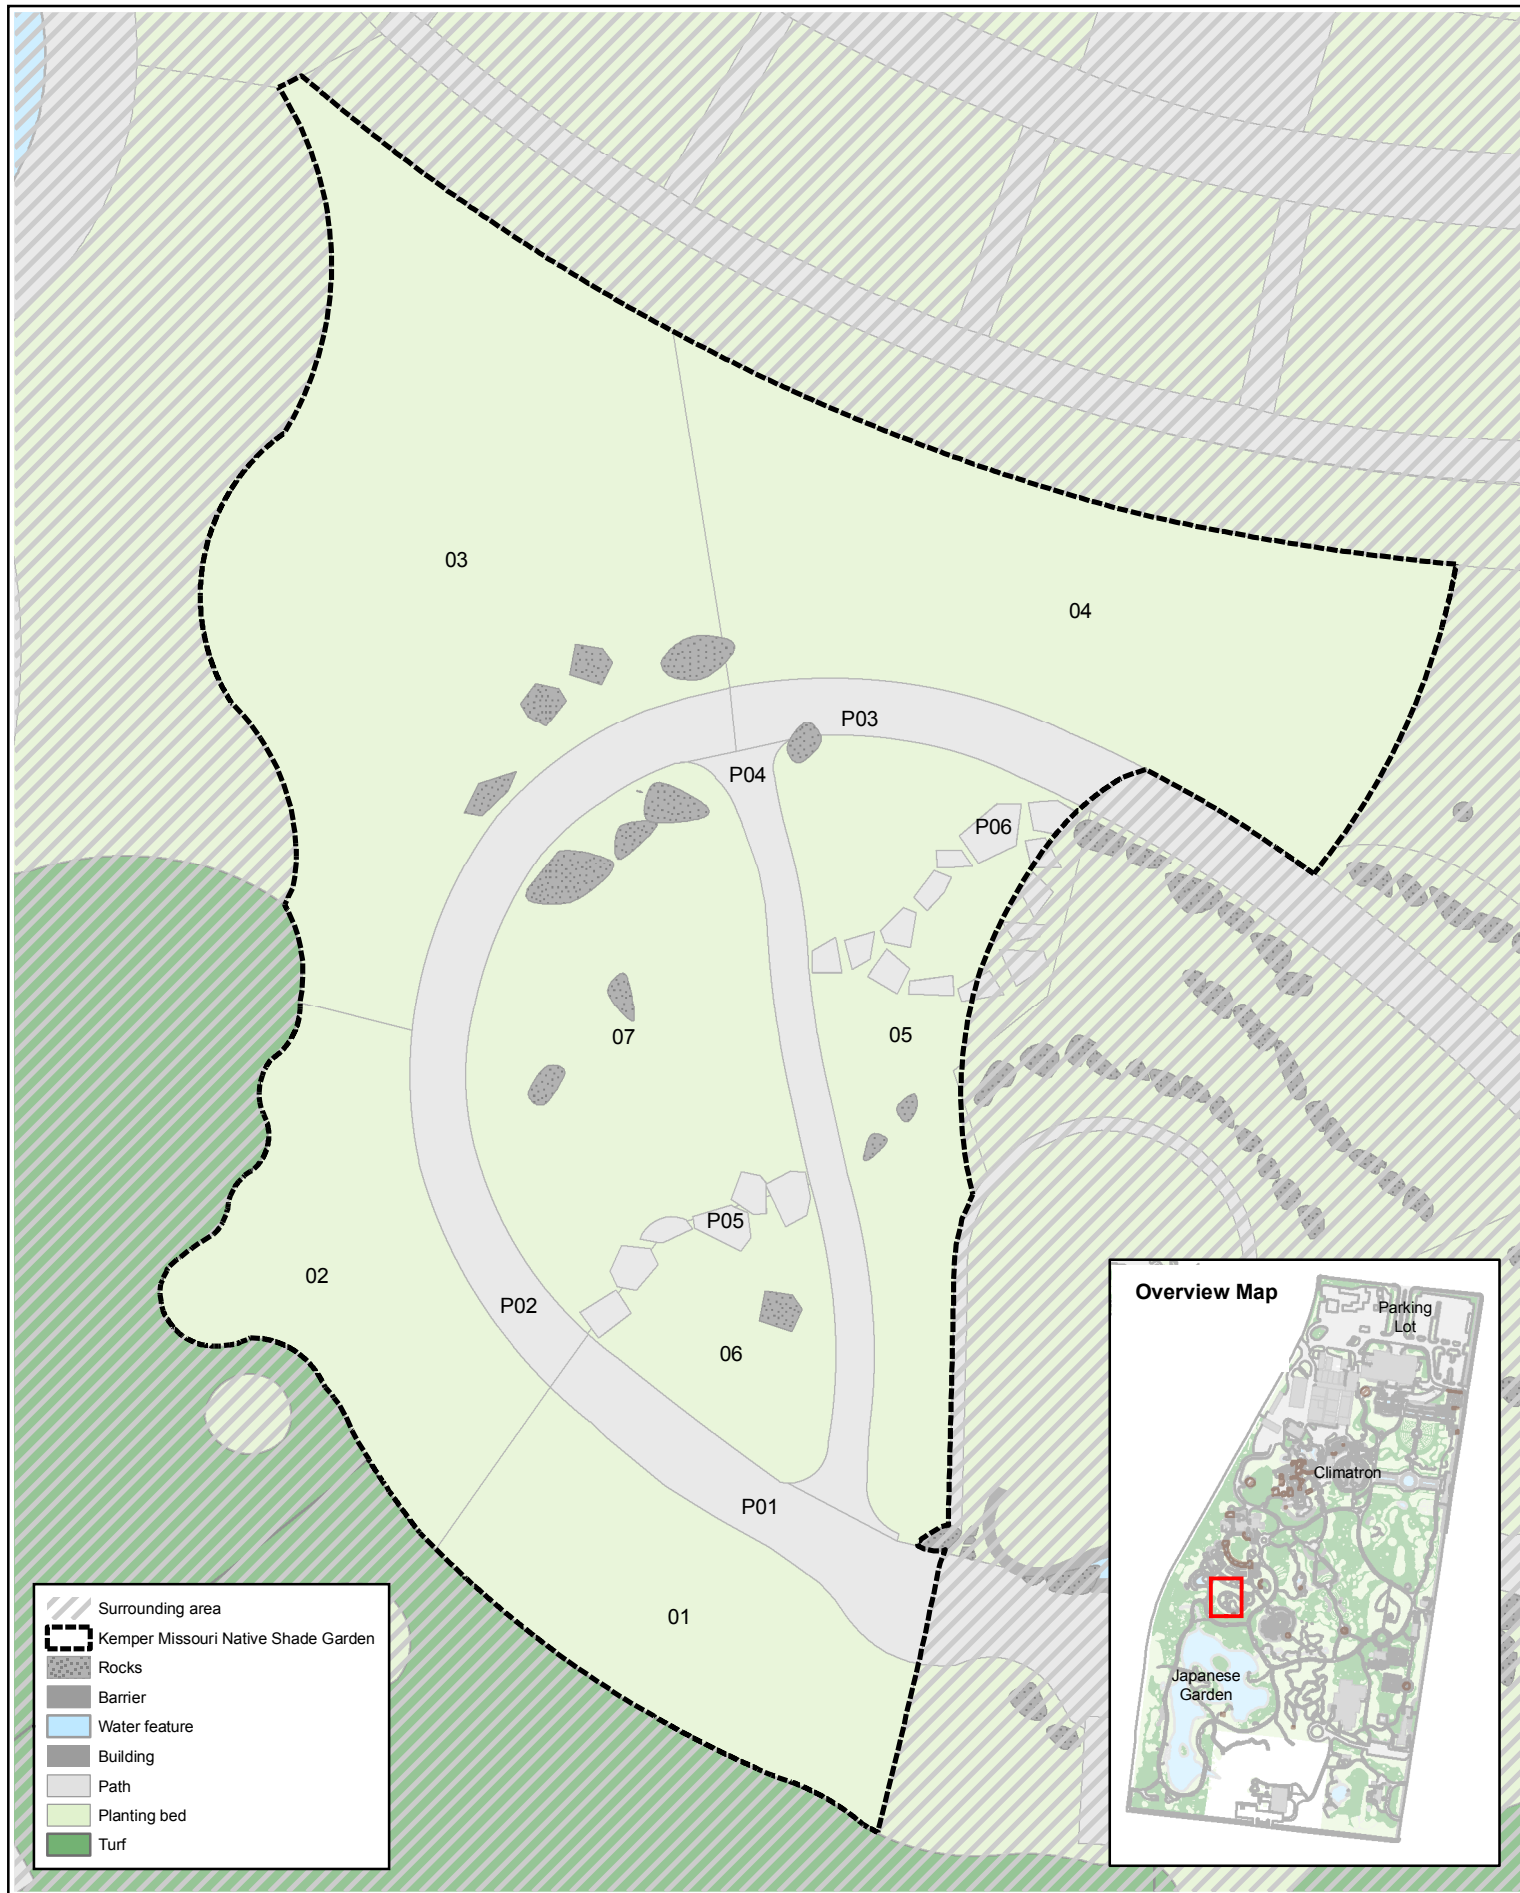 03
04
P03
P04
P06
07
05
P05
02
P02
06
P01
01
Surrounding area
Kemper Missouri Native Shade Garden
Rocks
Barrier
Water feature
Building
Path
Planting bed
Turf
Overview Map
Parking
Lot
Climatron
Japanese
Garden